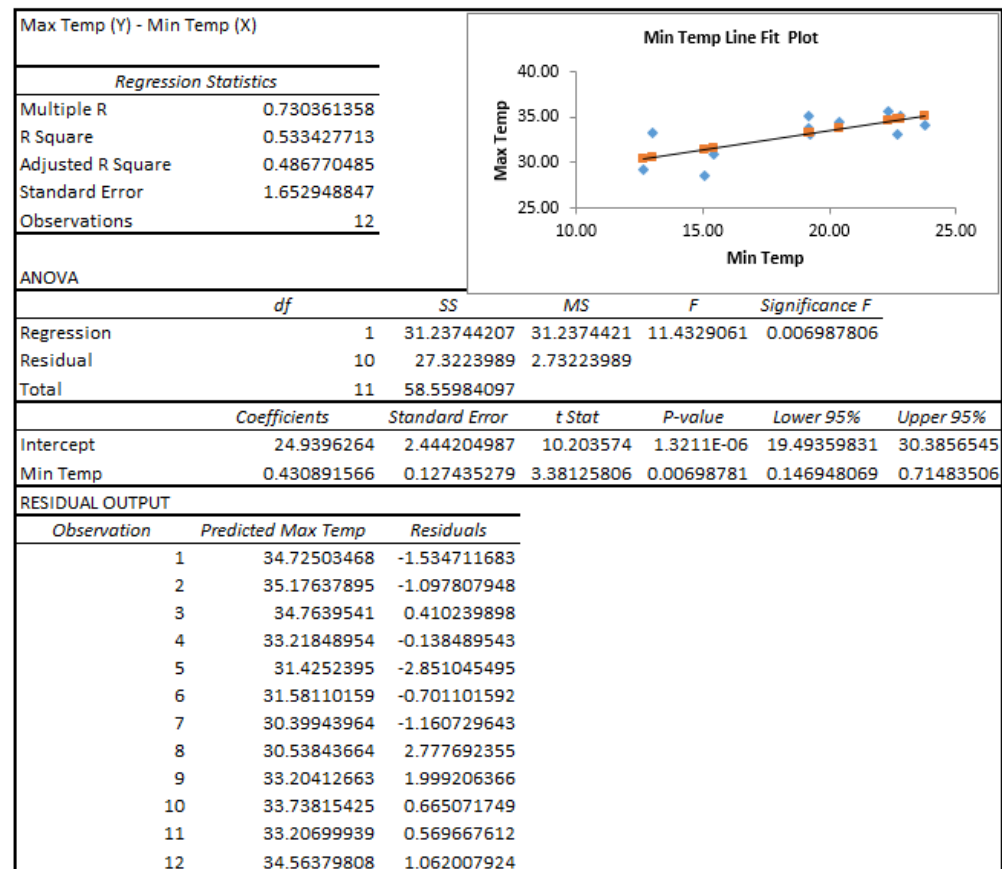 Max Temp (Y) - Min Temp (X)
Regression Statistics
Multiple R 0.730361358
R Square 0.533427713
Adjusted R Square 0.486770485
Standard Error 1.652948847
Observations 12
Min Temp Line Fit Plot
Max Temp
40.00
35.00
30.00
25.00
10.00 15.00 20.00 25.00
Min Temp
ANOVA
df SS MS F Significance F
Regression 1 31.23744207 31.2374421 11.4329061 0.006987806
Residual 10 27.3223989 2.73223989
Total 11 58.55984097
Coefficients Standard Error t Stat P-value Lower 95% Upper 95%
Intercept 24.9396264 2.444204987 10.203574 1.3211E-06 19.49359831 30.3856545
Min Temp 0.430891566 0.127435279 3.38125806 0.00698781 0.146948069 0.71483506
RESIDUAL OUTPUT
Observation Predicted Max Temp Residuals
1 34.72503468 -1.534711683
2 35.17637895 -1.097807948
3 34.7639541 0.410239898
4 33.21848954 -0.138489543
5 31.4252395 -2.851045495
6 31.58110159 -0.701101592
7 30.39943964 -1.160729643
8 30.53843664 2.777692355
9 33.20412663 1.999206366
10 33.73815425 0.665071749
11 33.20699939 0.569667612
12 34.56379808 1.062007924